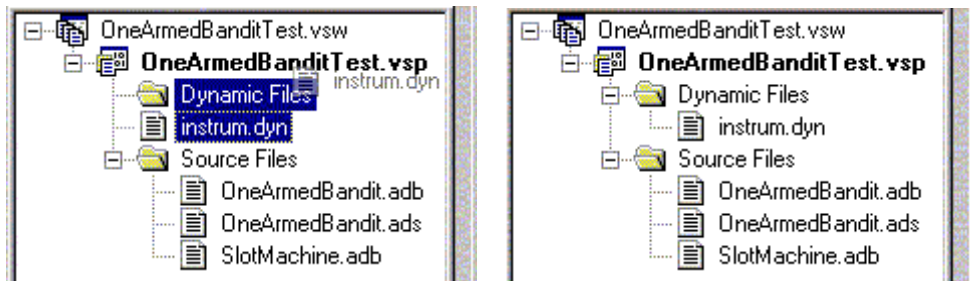 OneArmedBanditTest.vsw
OneArmedBanditTest.vsp
Dynamic Files
instrum.dyn
instrum.dyn
Source Files
OneArmedBandit.adb
OneArmedBandit.ads
SlotMachine.adb
OneArmedBanditTest.vsw
OneArmedBanditTest.vsp
Dynamic Files
instrum.dyn
Source Files
OneArmedBandit.adb
OneArmedBandit.ads
SlotMachine.adb